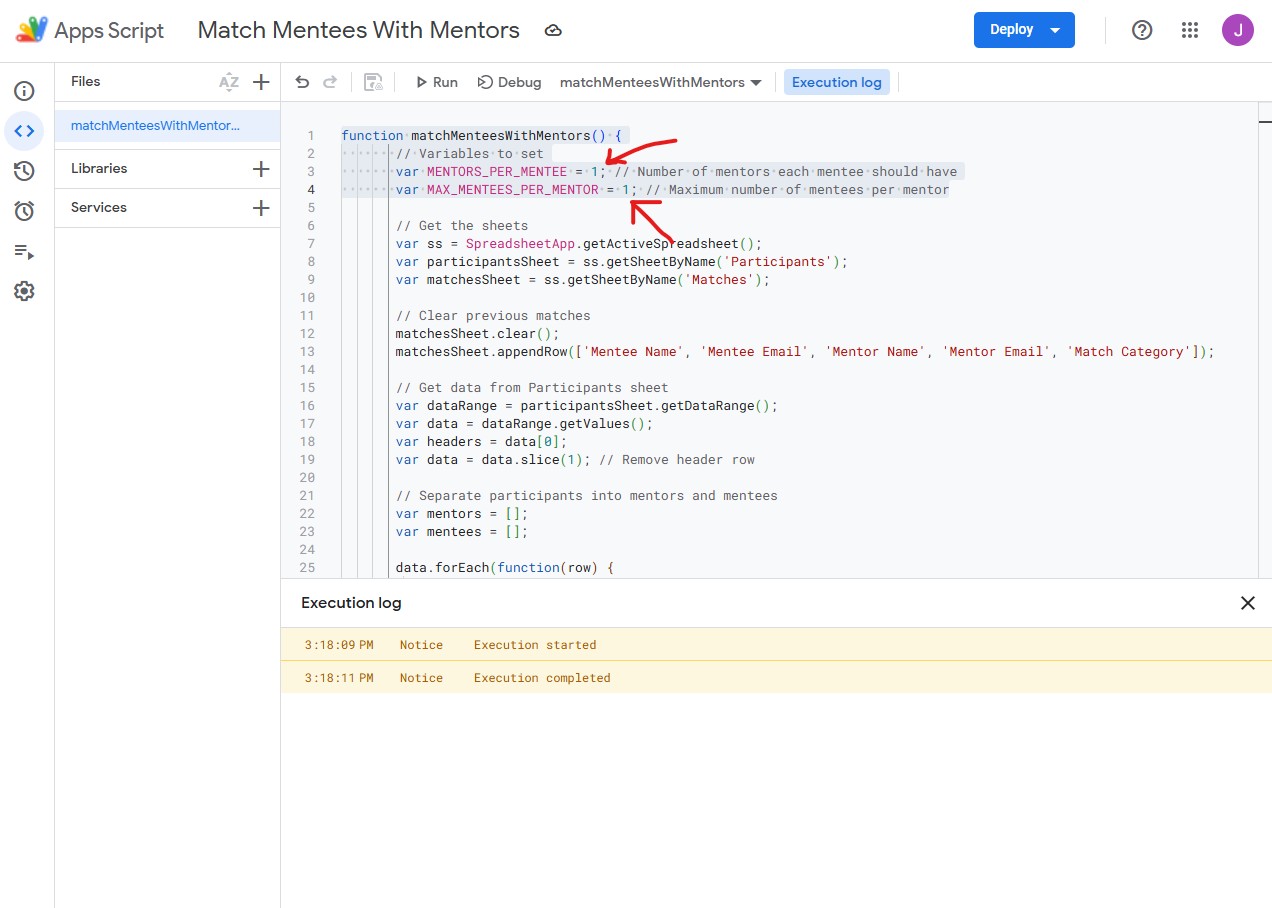 Apps Script
Match Mentees With Mentors
Deploy
J
Files
AZ
Run
Debug
matchMenteesWithMentors
Execution log
matchMenteesWithMentor...
Libraries
Services
1 function matchMenteesWithMentors() {
2 // Variables to set
3 var MENTORS_PER_MENTEE = 1; // Number of mentors each mentee should have
4 var MAX_MENTEES_PER_MENTOR = 1; // Maximum number of mentees per mentor
5
6 // Get the sheets
7 var ss = SpreadsheetApp.getActiveSpreadsheet();
8 var participantsSheet = ss.getSheetByName('Participants');
9 var matchesSheet = ss.getSheetByName('Matches');
10
11 // Clear previous matches
12 matchesSheet.clear();
13 matchesSheet.appendRow(['Mentee Name', 'Mentee Email', 'Mentor Name', 'Mentor Email', 'Match Category']);
14
15 // Get data from Participants sheet
16 var dataRange = participantsSheet.getDataRange();
17 var data = dataRange.getValues();
18 var headers = data[0];
19 var data = data.slice(1); // Remove header row
20
21 // Separate participants into mentors and mentees
22 var mentors = [];
23 var mentees = [];
24
25 data.forEach(function(row) {
Execution log
3:18:09 PM Notice Execution started
3:18:11 PM Notice Execution completed